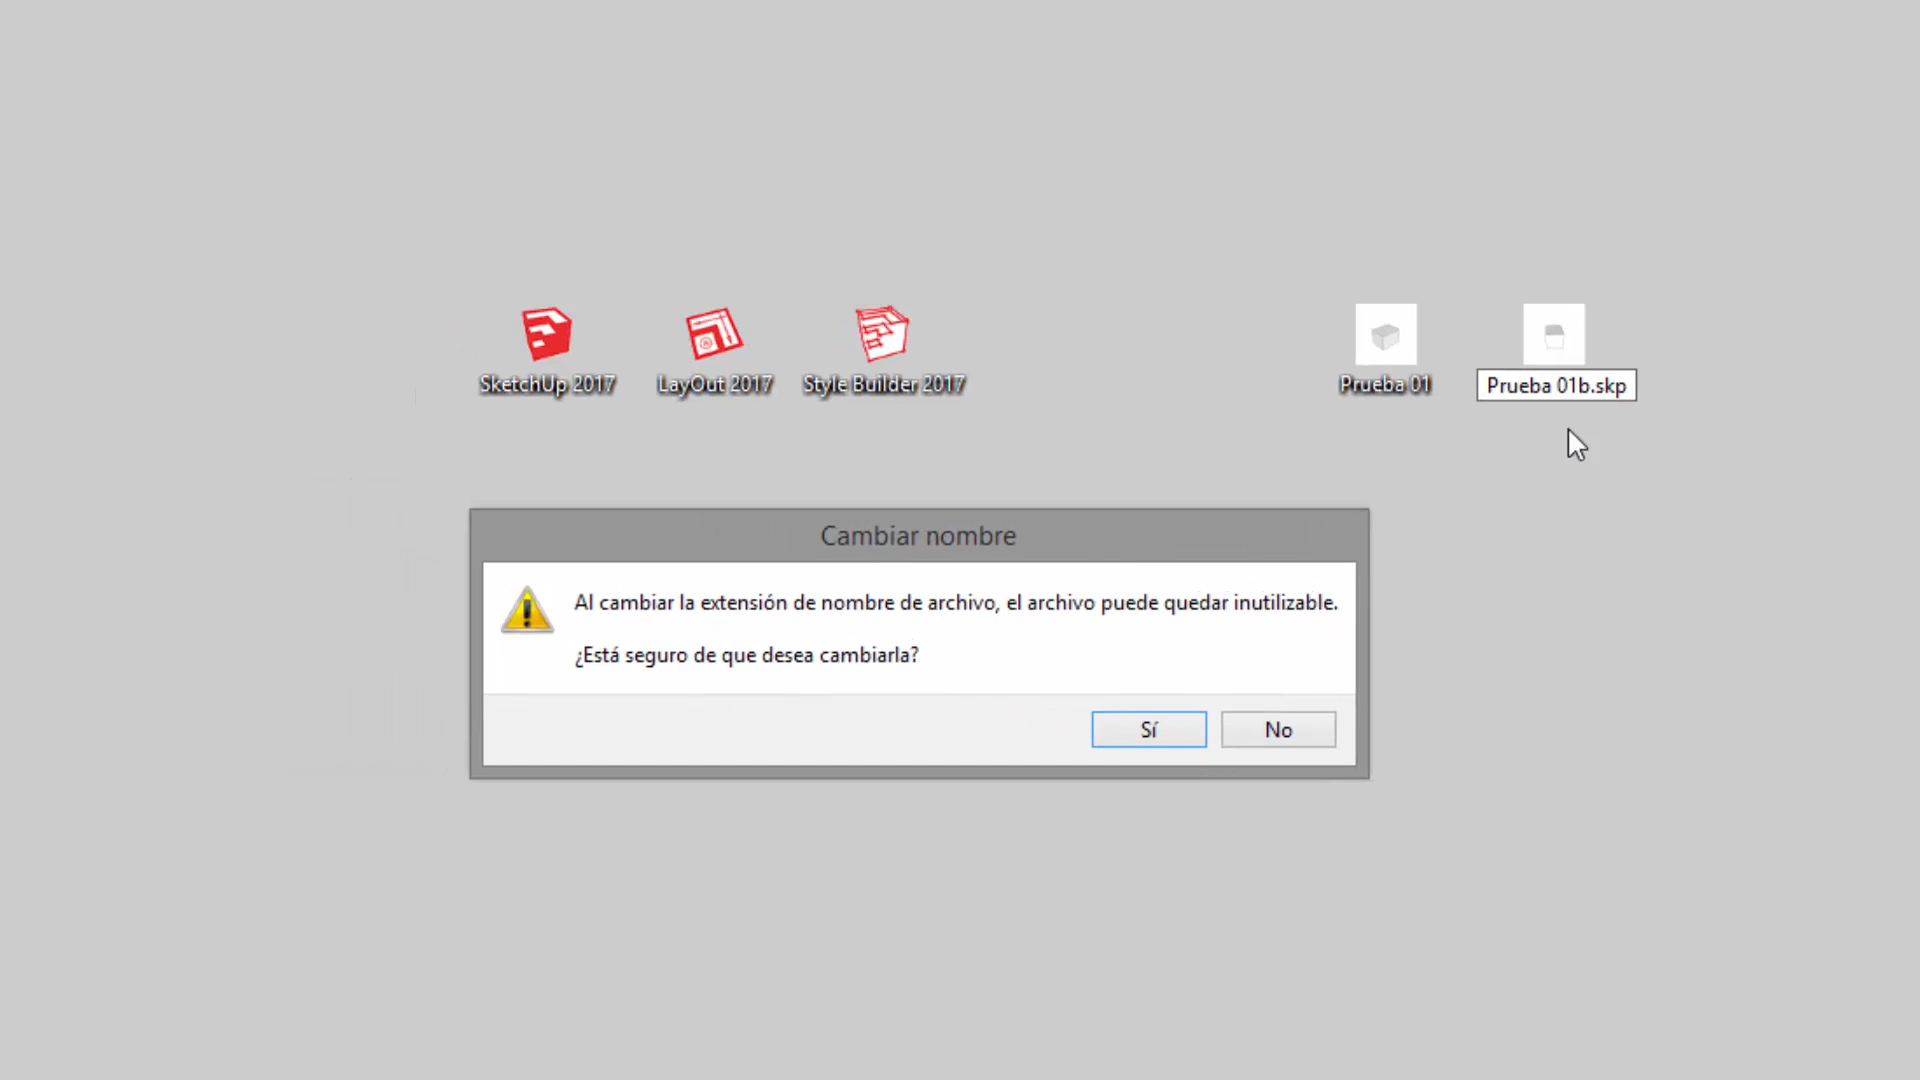 SketchUp 2017
LayOut 2017
Style Builder 2017
Prueba 01
Prueba 01b.skp
Cambiar nombre
Al cambiar la extensión de nombre de archivo, el archivo puede quedar inutilizable.
¿Está seguro de que desea cambiarla?
Sí
No